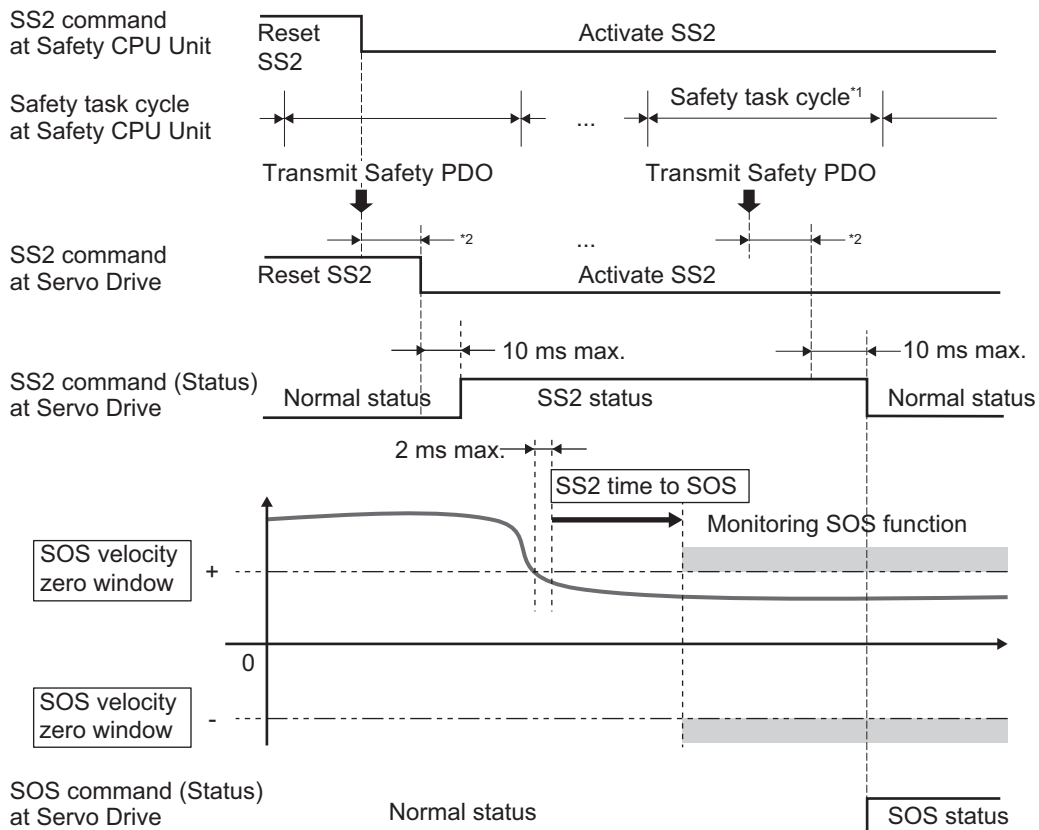 SS2 command
at Safety CPU Unit
Reset
SS2
Activate SS2
Safety task cycle
at Safety CPU Unit
...
Safety task cycle*1
Transmit Safety PDO
Transmit Safety PDO
*2
...
*2
SS2 command
at Servo Drive
Reset SS2
Activate SS2
10 ms max.
10 ms max.
SS2 command (Status)
at Servo Drive
Normal status
SS2 status
Normal status
2 ms max.
SS2 time to SOS
Monitoring SOS function
SOS velocity
zero window
+
0
SOS velocity
zero window
-
SOS command (Status)
at Servo Drive
Normal status
SOS status